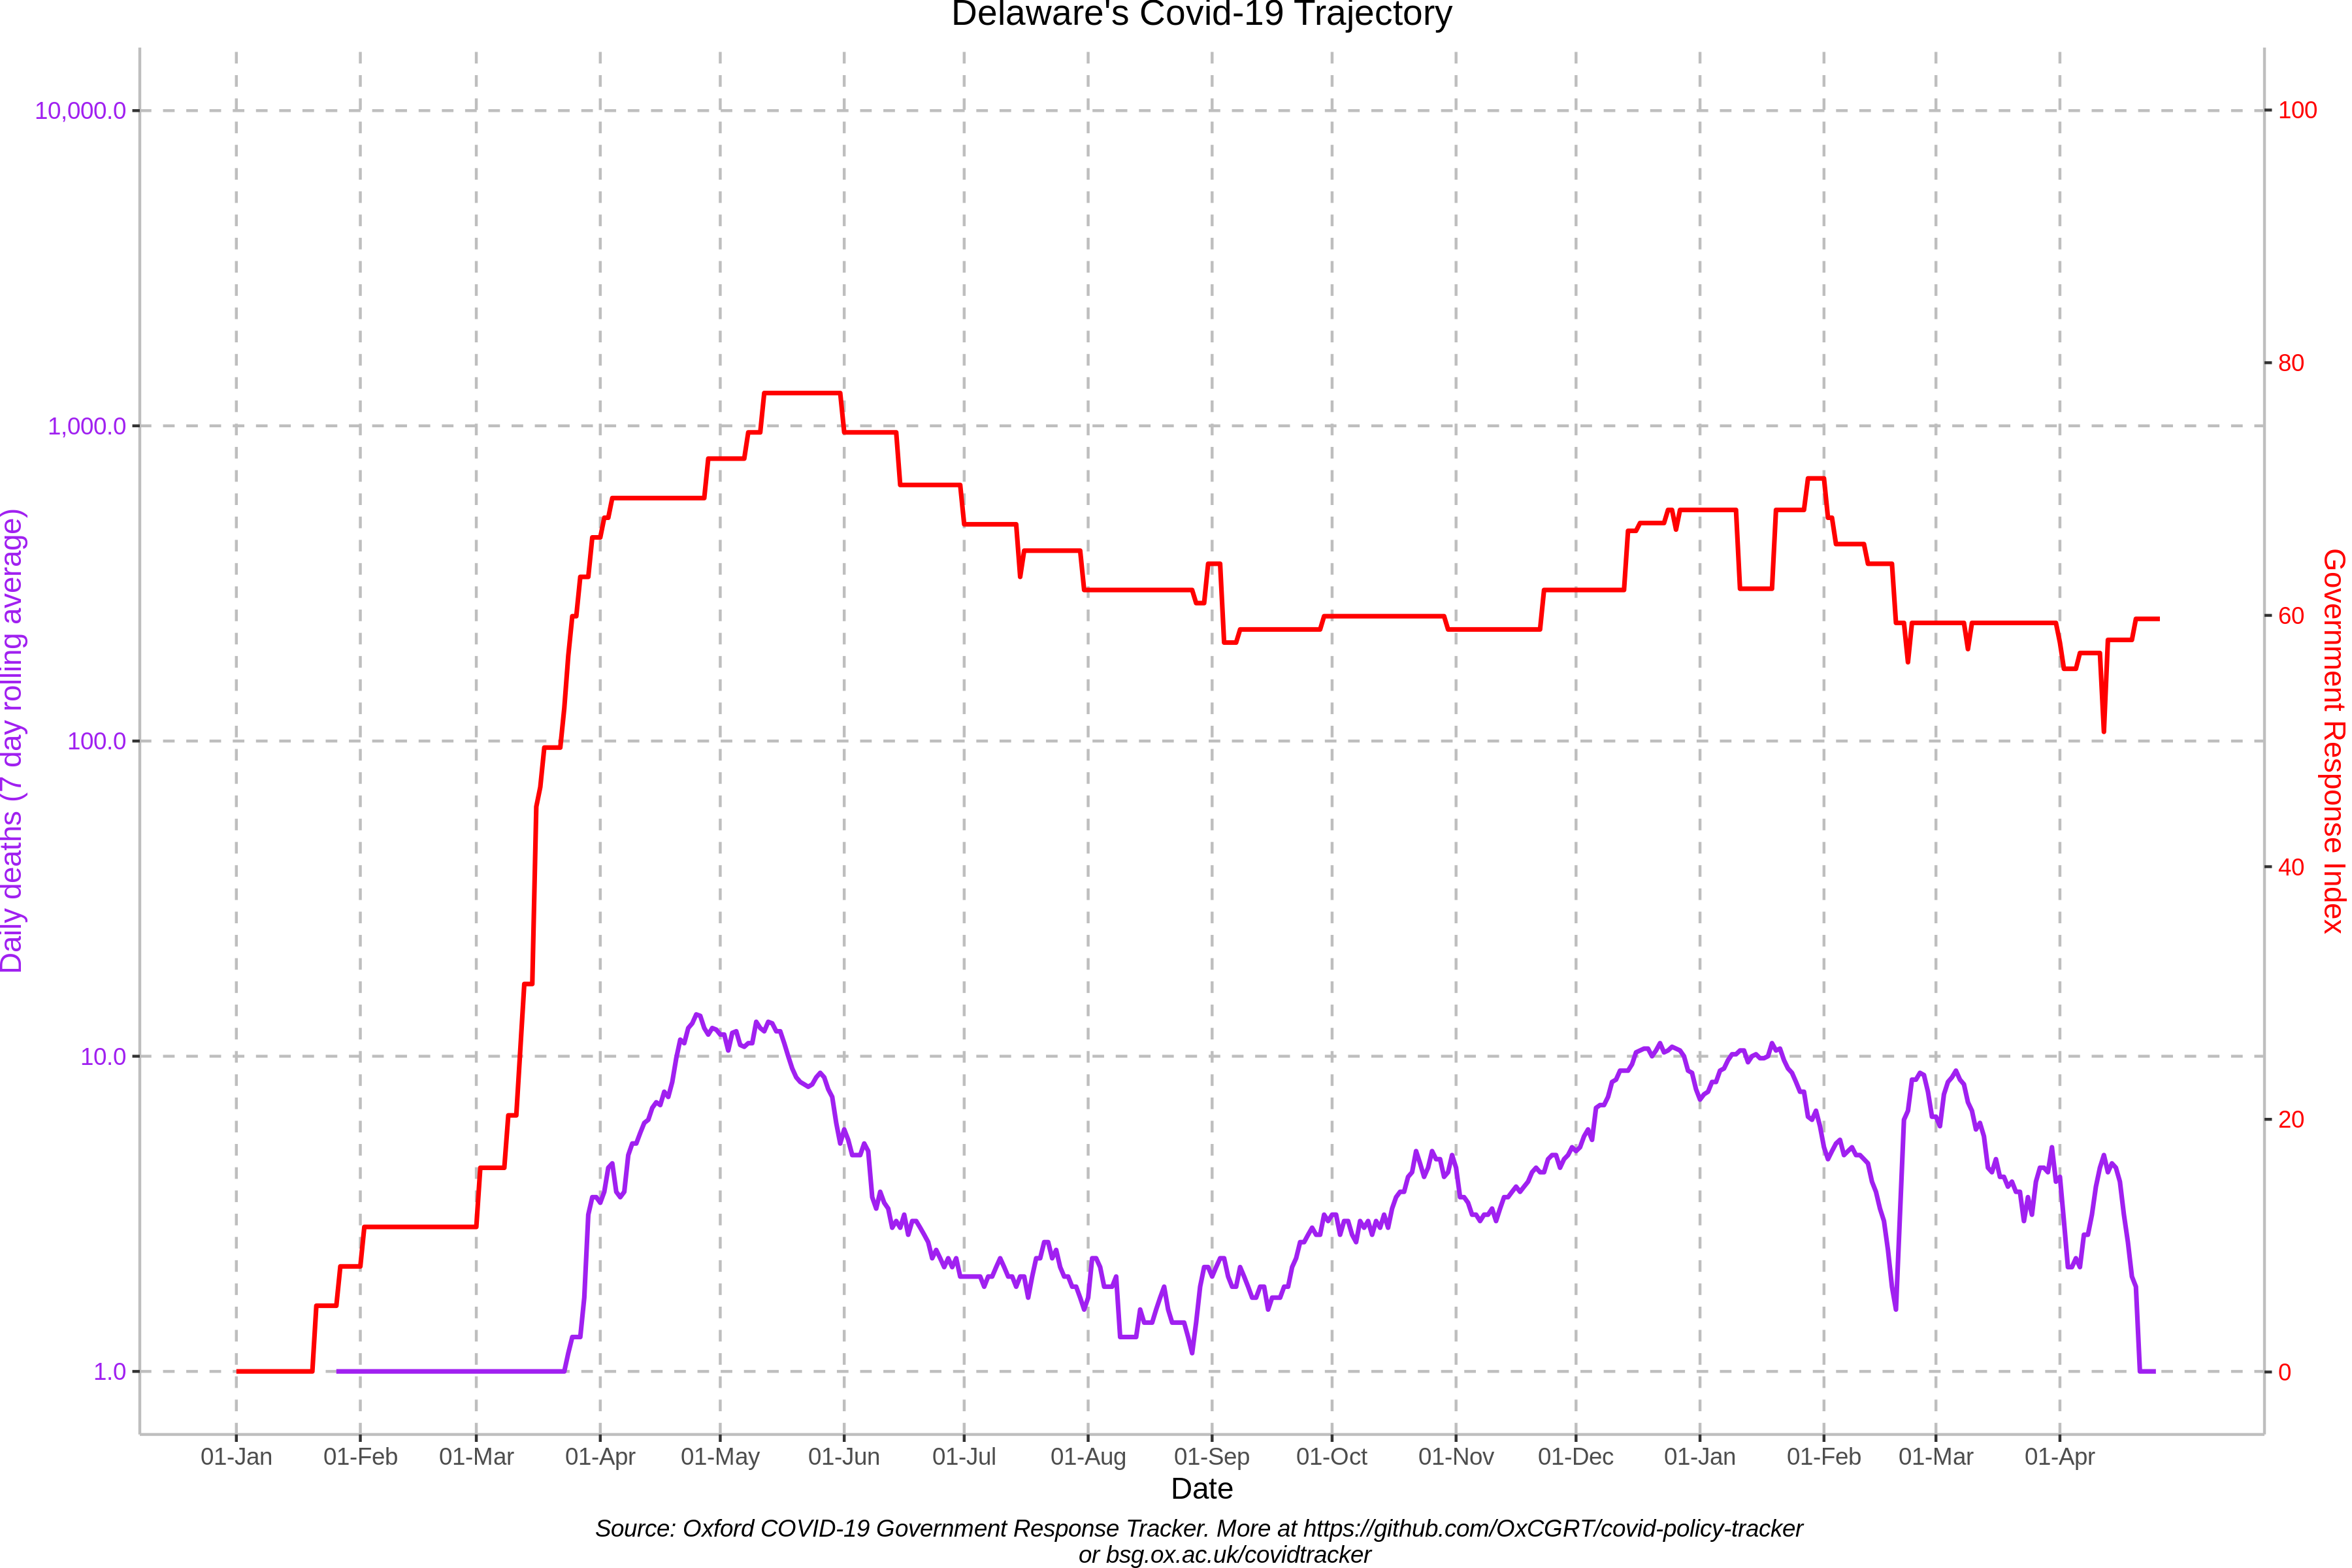 Delaware's Covid-19 Trajectory
10,000.0
1,000.0
100.0
10.0
1.0
Daily deaths (7 day rolling average)
100
80
60
40
20
0
Government Response Index
01-Jan 01-Feb 01-Mar 01-Apr 01-May 01-Jun 01-Jul 01-Aug 01-Sep 01-Oct 01-Nov 01-Dec 01-Jan 01-Feb 01-Mar 01-Apr
Date
Source: Oxford COVID-19 Government Response Tracker. More at https://github.com/OxCGRT/covid-policy-tracker
or bsg.ox.ac.uk/covidtracker